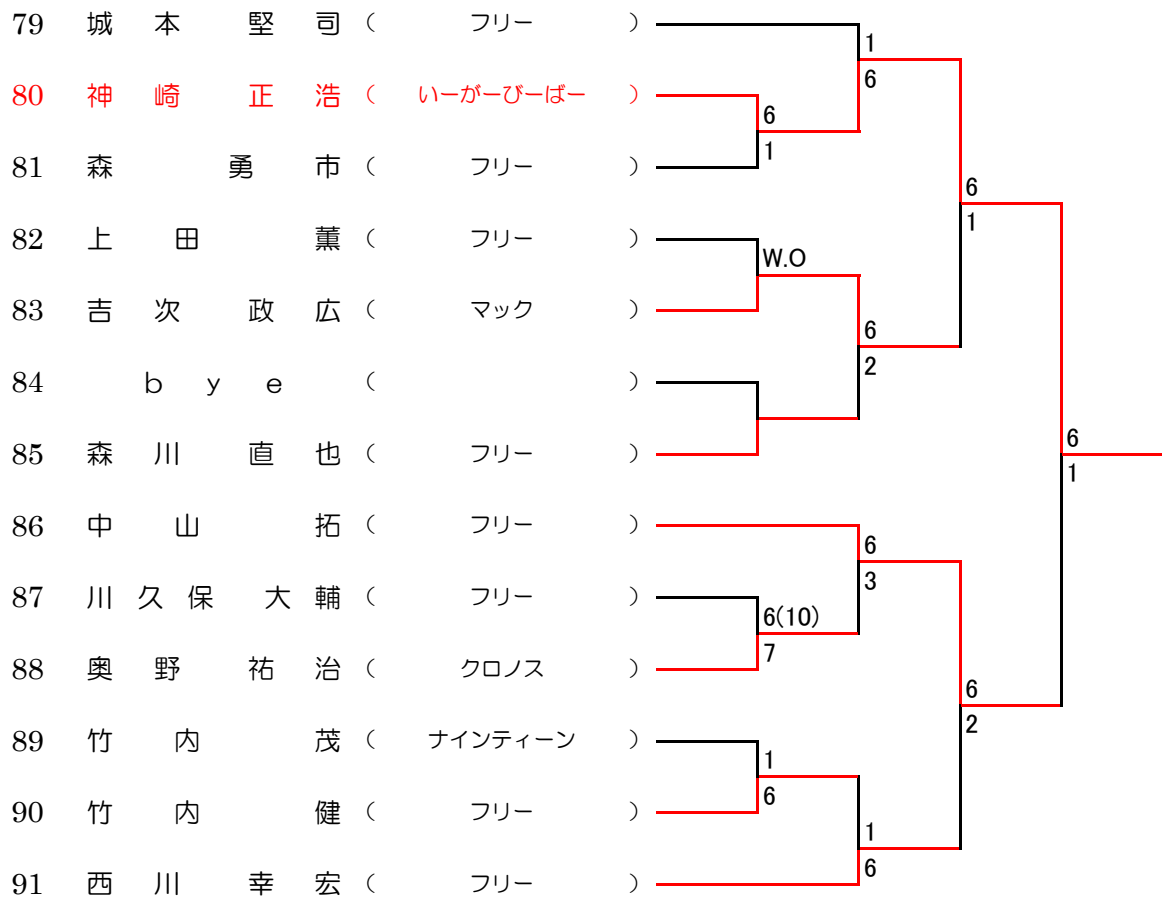 79 城本 堅司 ( フリー )
1
6
80 神崎 正浩 ( いーがーびーばー )
6
1
81 森 勇市 ( フリー )
6
1
82 上田 薫 ( フリー )
W.O
83 吉次 政広 ( マック )
6
2
84 bye ( )
85 森川 直也 ( フリー )
6
1
86 中山 拓 ( フリー )
6
3
87 川久保 大輔 ( フリー )
6(10)
7
88 奥野 祐治 ( クロノス )
6
2
89 竹内 茂 ( ナインティーン )
1
6
90 竹内 健 ( フリー )
1
6
91 西川 幸宏 ( フリー )